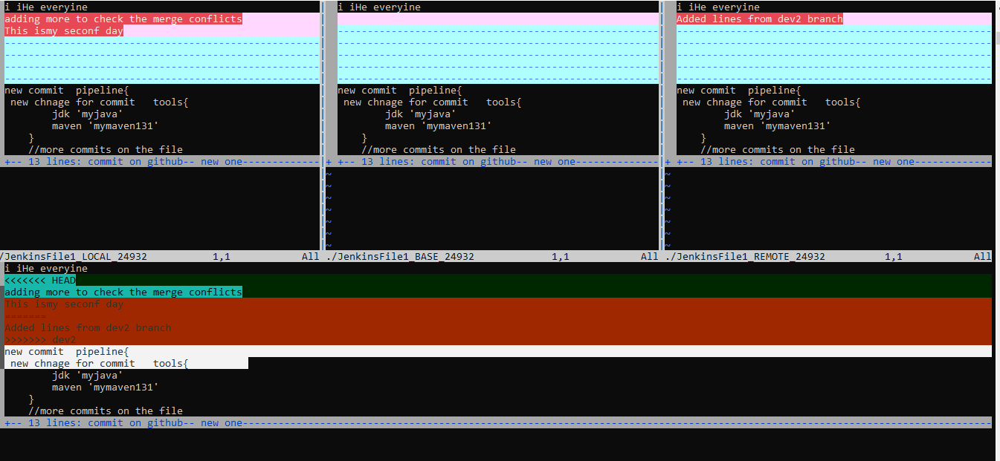 i iHe everyine
adding more to check the merge conflicts
This ismy seconf day
new commit  pipeline{
 new chnage for commit   tools{
        jdk 'myjava'
        maven 'mymaven131'
    }
    //more commits on the file
+-- 13 lines: commit on github-- new one-------------
/JenkinsFile1_LOCAL_24932           1,1            All
i iHe everyine
new commit  pipeline{
 new chnage for commit   tools{
        jdk 'myjava'
        maven 'mymaven131'
    }
    //more commits on the file
+ +-- 13 lines: commit on github-- new one--------------
~
~
~
~
~
~
~
./JenkinsFile1_BASE_24932             1,1            All
i iHe everyine
Added lines from dev2 branch
new commit  pipeline{
 new chnage for commit   tools{
        jdk 'myjava'
        maven 'mymaven131'
    }
    //more commits on the file
+ +-- 13 lines: commit on github-- new one-------------
~
~
~
~
~
~
~
./JenkinsFile1_REMOTE_24932          1,1            All
i iHe everyine
<<<<<<< HEAD
adding more to check the merge conflicts
This ismy seconf day
=======
Added lines from dev2 branch
>>>>>>> dev2
new commit  pipeline{
 new chnage for commit   tools{
        jdk 'myjava'
        maven 'mymaven131'
    }
    //more commits on the file
+-- 13 lines: commit on github-- new one-----------------------------------------------------------------------------------------------------------------------------